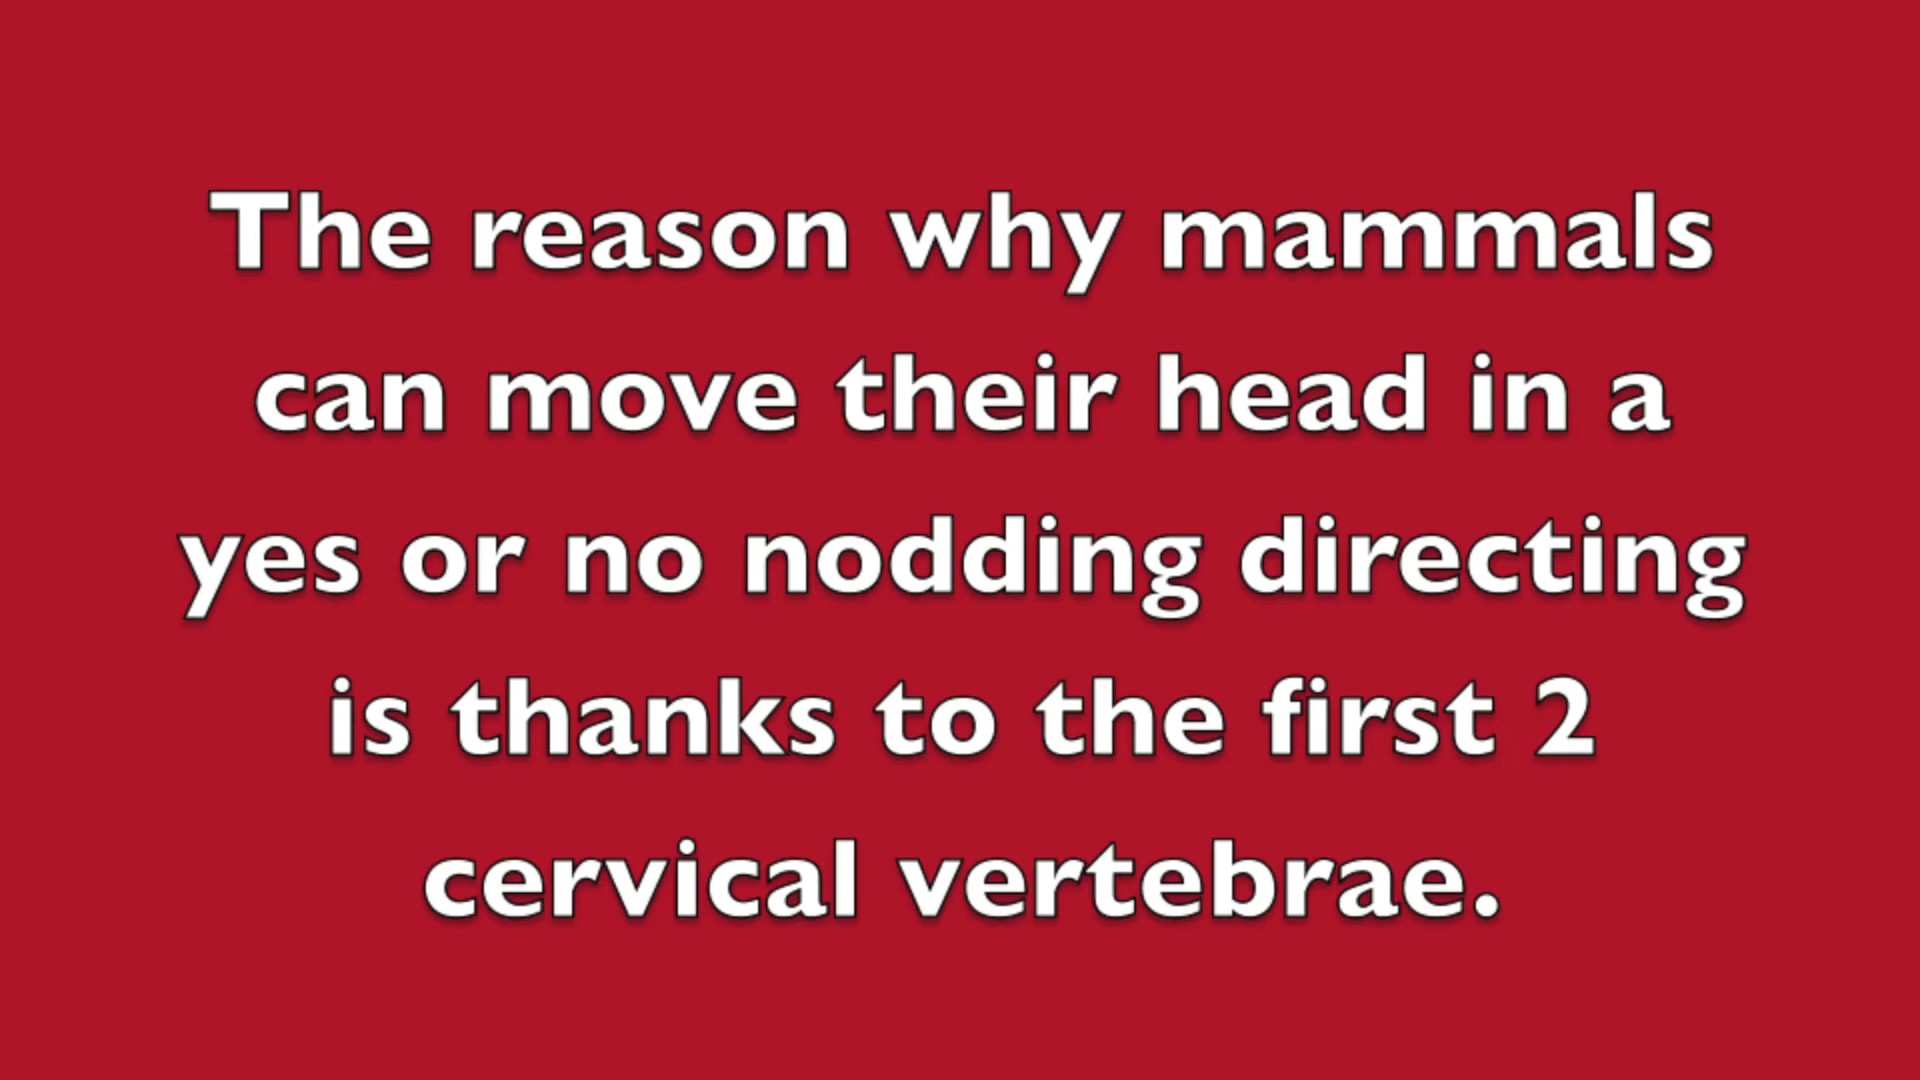 The reason why mammals
can move their head in a
yes or no nodding directing
is thanks to the first 2
cervical vertebrae.